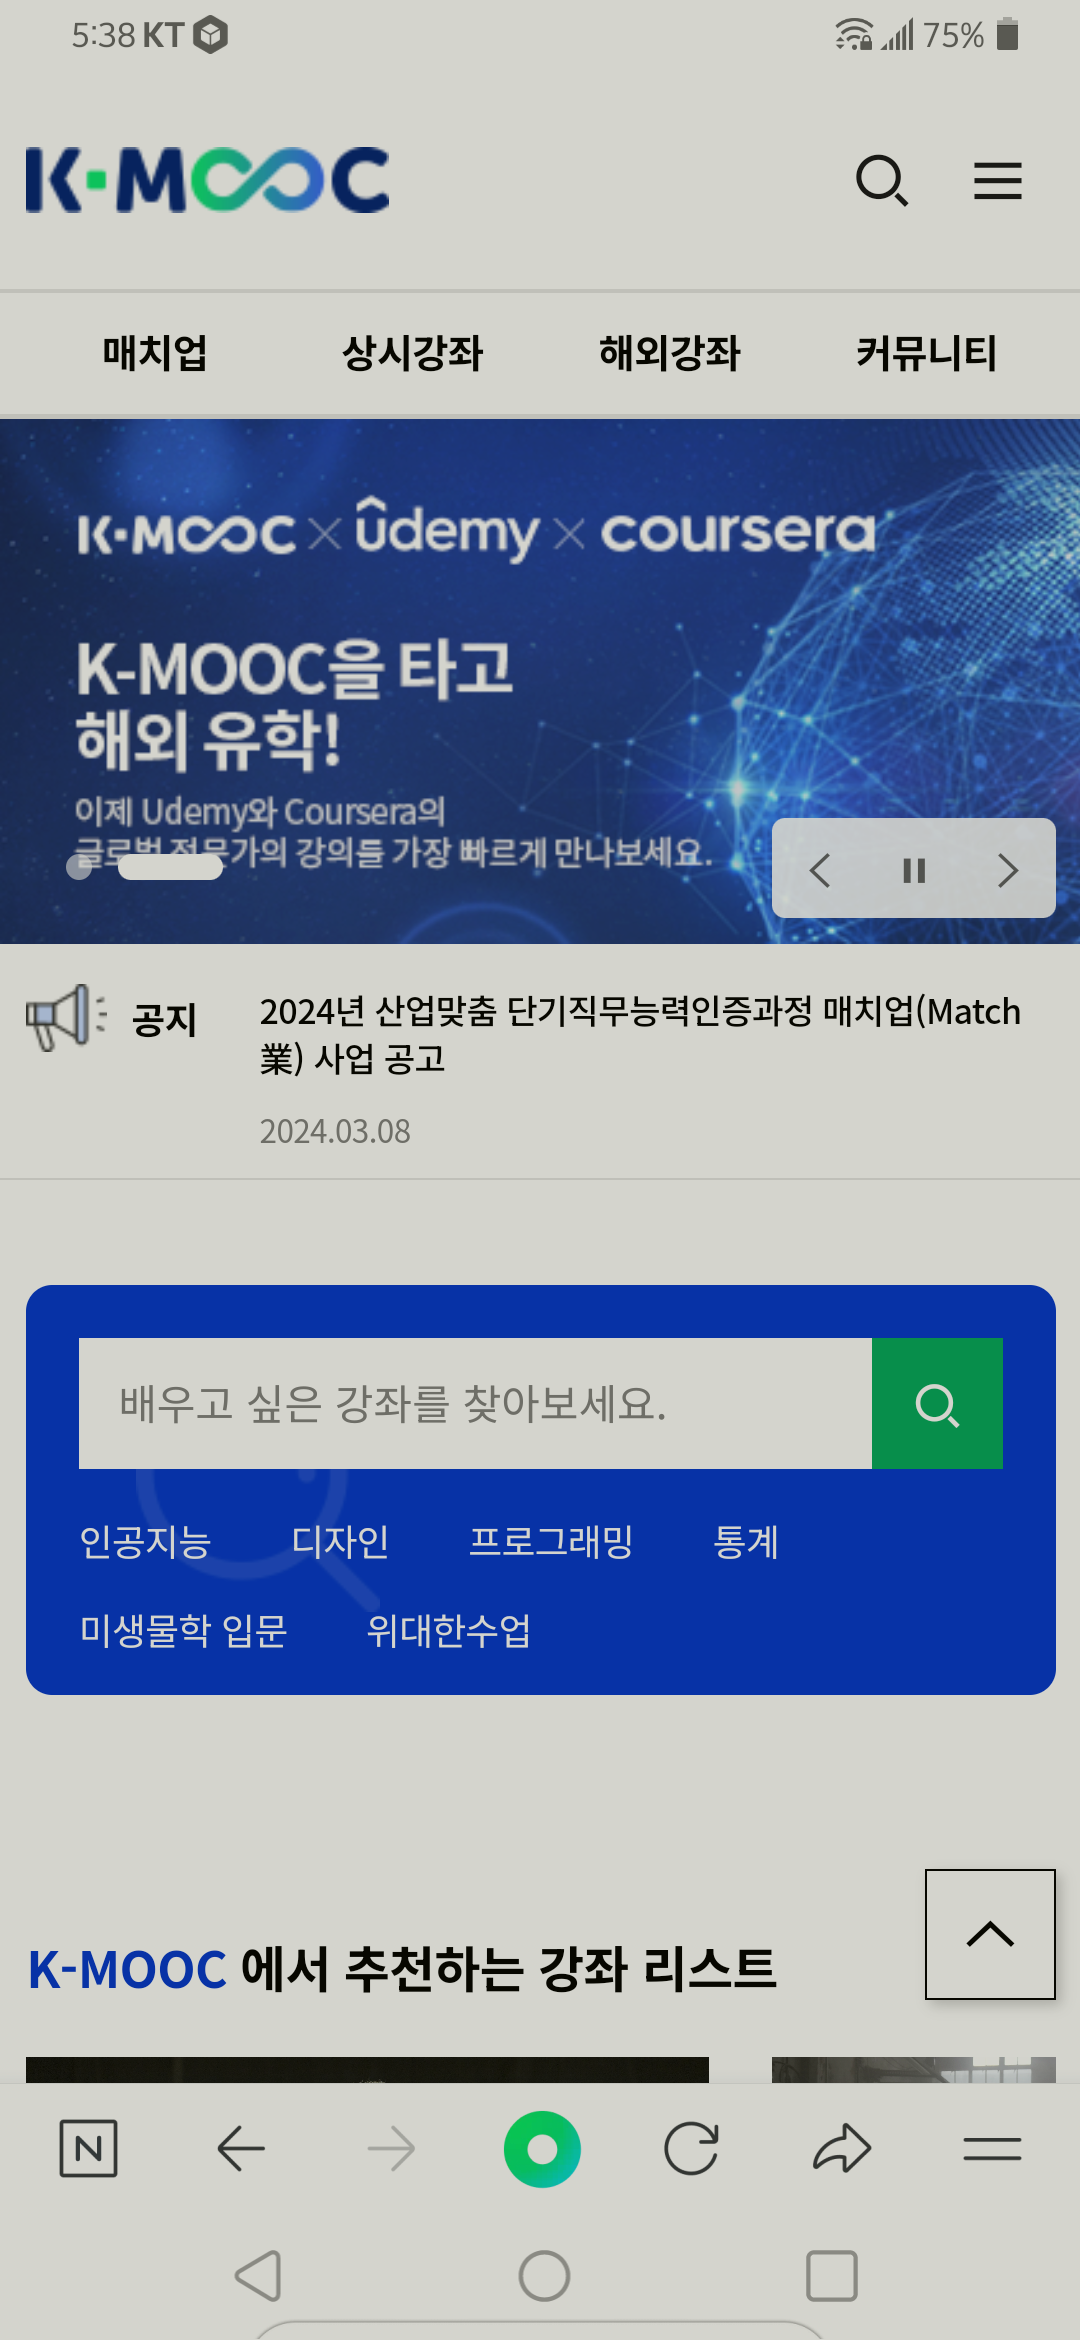 5:38 KT 75%
K-MOOC
매치업 상시강좌 해외강좌 커뮤니티
K-MOOC × ûdemy × coursera
K-MOOC을 타고
해외 유학!
이제 Udemy와 Coursera의
글로벌 전문가의 강의를 가장 빠르게 만나보세요.
공지 2024년 산업맞춤 단기직무능력인증과정 매치업(Match
業) 사업 공고
2024.03.08
배우고 싶은 강좌를 찾아보세요.
인공지능 디자인 프로그래밍 통계
미생물학 입문 위대한수업
K-MOOC 에서 추천하는 강좌 리스트
N